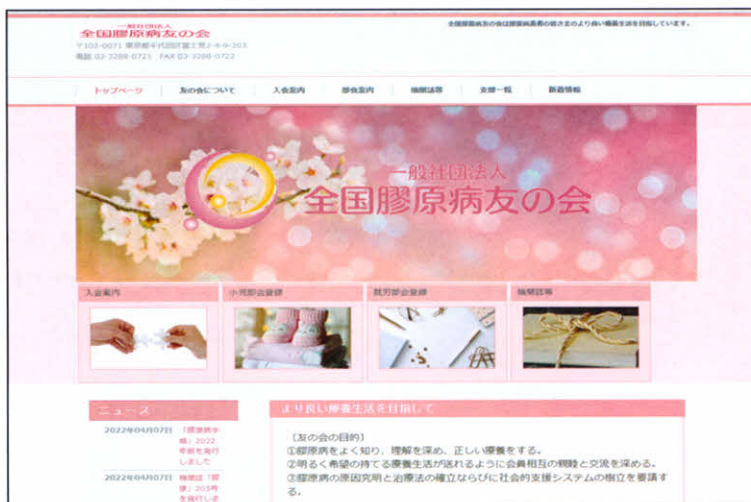 一般社団法人
全国膠原病友の会
〒102-0071 東京都千代田区富士見2-4-9-203
電話 03-3288-0721 FAX 03-3288-0722
全国膠原病友の会は膠原病患者の皆さまのより良い療養生活を目指しています。
トップページ 友の会について 入会案内 部会案内 機関誌等 支部一覧 新着情報
一般社団法人
全国膠原病友の会
入会案内 小児部会登録 就労部会登録 機関誌等
ニュース
2022年04月07日 「膠原病手
帳」2022
年版を発行
しました
2022年04月07日 機関誌「膠
原」205号
を発行しま
より良い療養生活を目指して
〔友の会の目的〕
①膠原病をよく知り、理解を深め、正しい療養をする。
②明るく希望の持てる療養生活が送れるように会員相互の親睦と交流を深める。
③膠原病の原因究明と治療法の確立ならびに社会的支援システムの樹立を要請す
る。